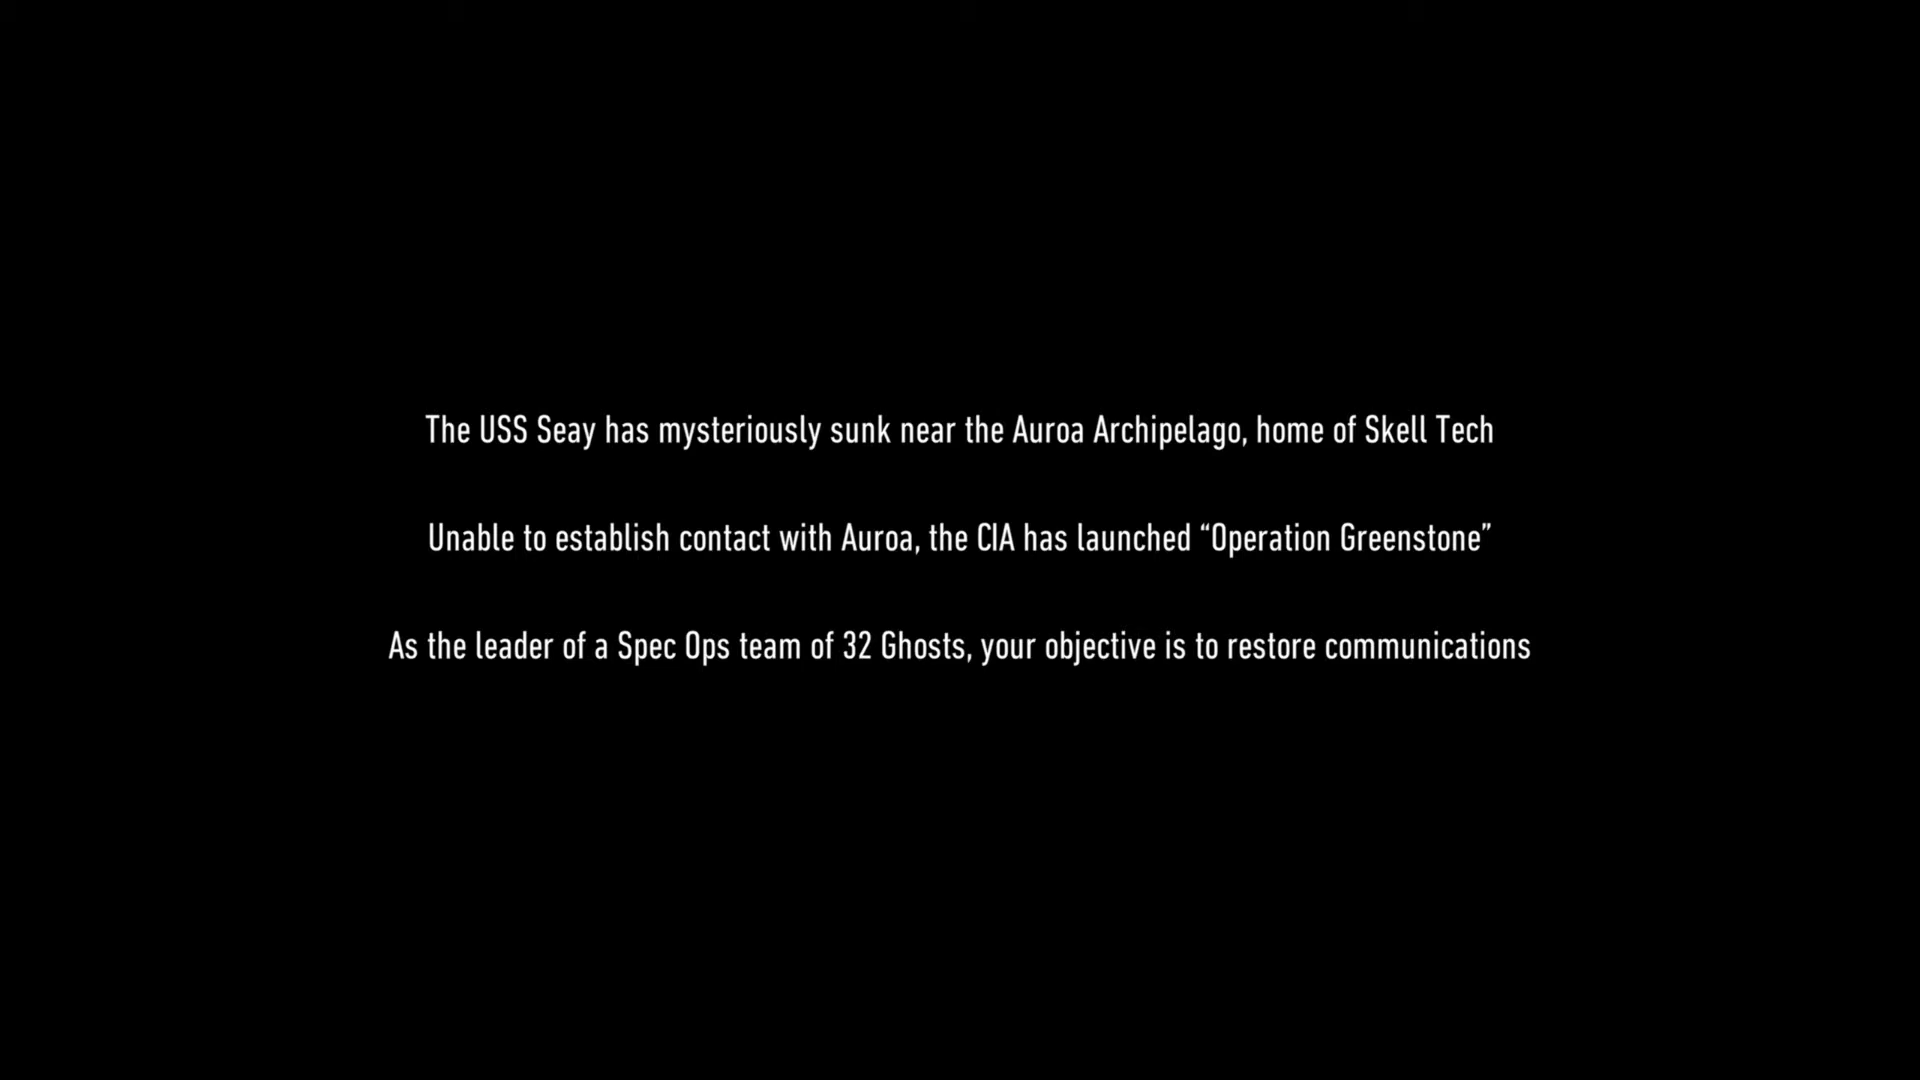 The USS Seay has mysteriously sunk near the Auroa Archipelago, home of Skell Tech
Unable to establish contact with Auroa, the CIA has launched “Operation Greenstone”
As the leader of a Spec Ops team of 32 Ghosts, your objective is to restore communications